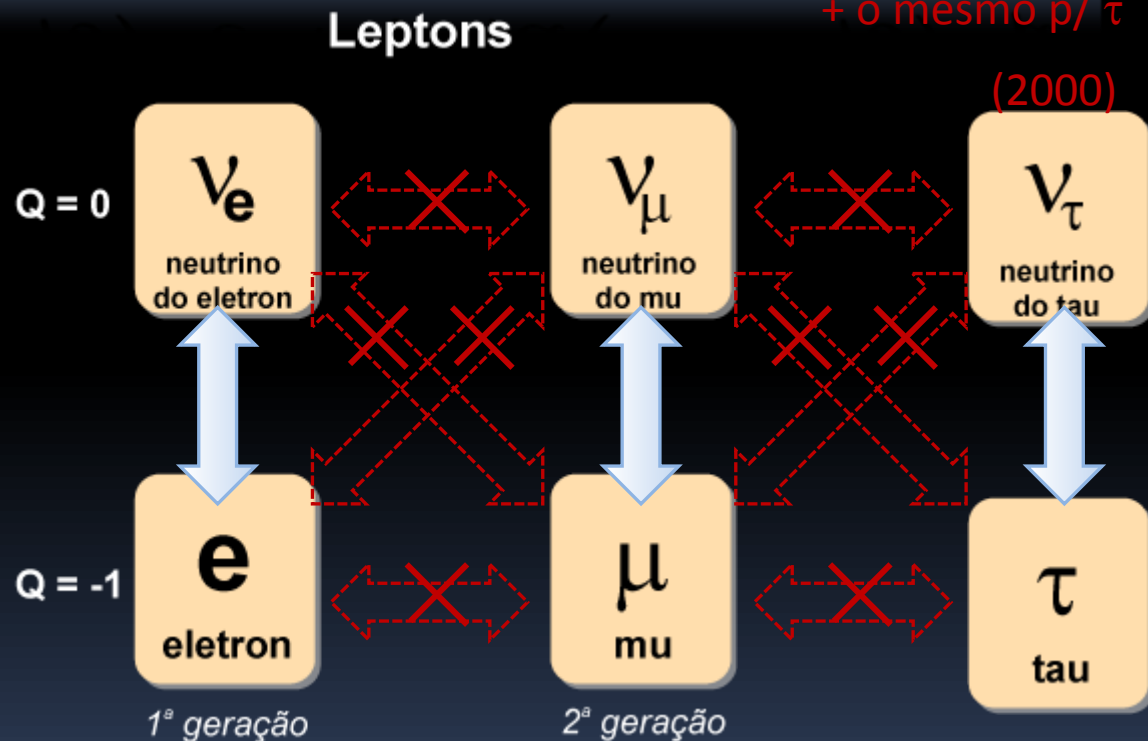 + o mesmo p/ τ
(2000)
Leptons
Q = 0
νe
neutrino
do eletron
νμ
neutrino
do mu
ντ
neutrino
do tau
Q = -1
e
eletron
μ
mu
τ
tau
1ª geração
2ª geração